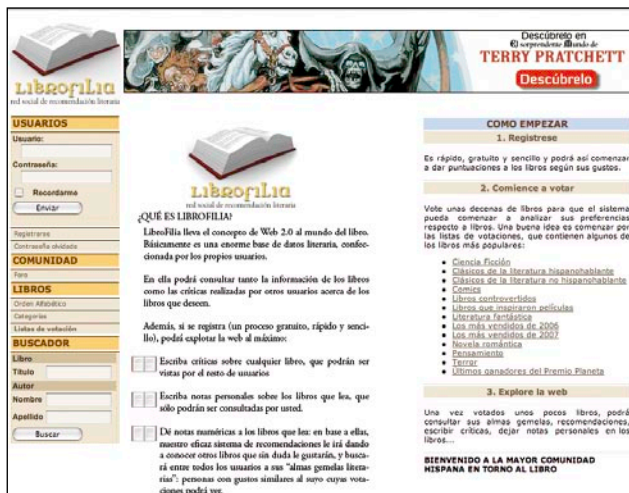 LIBROFILIA
red social de recomendación literaria
Descúbrelo en
El sorprendente Mundo de
TERRY PRATCHETT
Descúbrelo
USUARIOS
Usuario:
Contraseña:
Recordarme
Enviar
Registrarse
Contraseña olvidada
COMUNIDAD
Foro
LIBROS
Orden Alfabético
Categorías
Listas de votación
BUSCADOR
Libro
Título
Autor
Nombre
Apellido
Buscar
LIBROFILIA
red social de recomendación literaria
¿QUÉ ES LIBROFILIA?
LibroFilia lleva el concepto de Web 2.0 al mundo del libro.
Básicamente es una enorme base de datos literaria, confec-
cionada por los propios usuarios.
En ella podrá consultar tanto la información de los libros
como las críticas realizadas por otros usuarios acerca de los
libros que deseen.
Además, si se registra (un proceso gratuito, rápido y senci-
llo), podrá explotar la web al máximo:
Escriba críticas sobre cualquier libro, que podrán ser
vistas por el resto de usuarios
Escriba notas personales sobre los libros que lea, que
sólo podrán ser consultadas por usted.
Dé notas numéricas a los libros que lea: en base a ellas,
nuestro eficaz sistema de recomendaciones le irá dando
a conocer otros libros que sin duda le gustarán, y busca-
rá entre todos los usuarios a sus "almas gemelas litera-
rias": personas con gustos similares al suyo cuyas vota-
ciones podrá ver.
COMO EMPEZAR
1. Registrese
Es rápido, gratuito y sencillo y podrá así comenzar
a dar puntuaciones a los libros según sus gustos.
2. Comience a votar
Vote unas decenas de libros para que el sistema
pueda comenzar a analizar sus preferencias
respecto a libros. Una buena idea es comenzar por
las listas de votaciones, que contienen algunos de
los libros más populares:
Ciencia Ficción
Clásicos de la literatura hispanohablante
Clásicos de la literatura no hispanohablante
Comics
Libros controvertidos
Libros que inspiraron películas
Literatura fantástica
Los más vendidos de 2006
Los más vendidos de 2007
Novela romántica
Pensamiento
Terror
Últimos ganadores del Premio Planeta
3. Explore la web
Una vez votados unos pocos libros, podrá
consultar sus almas gemelas, recomendaciones,
escribir críticas, dejar notas personales en los
libros...
BIENVENIDO A LA MAYOR COMUNIDAD
HISPANA EN TORNO AL LIBRO